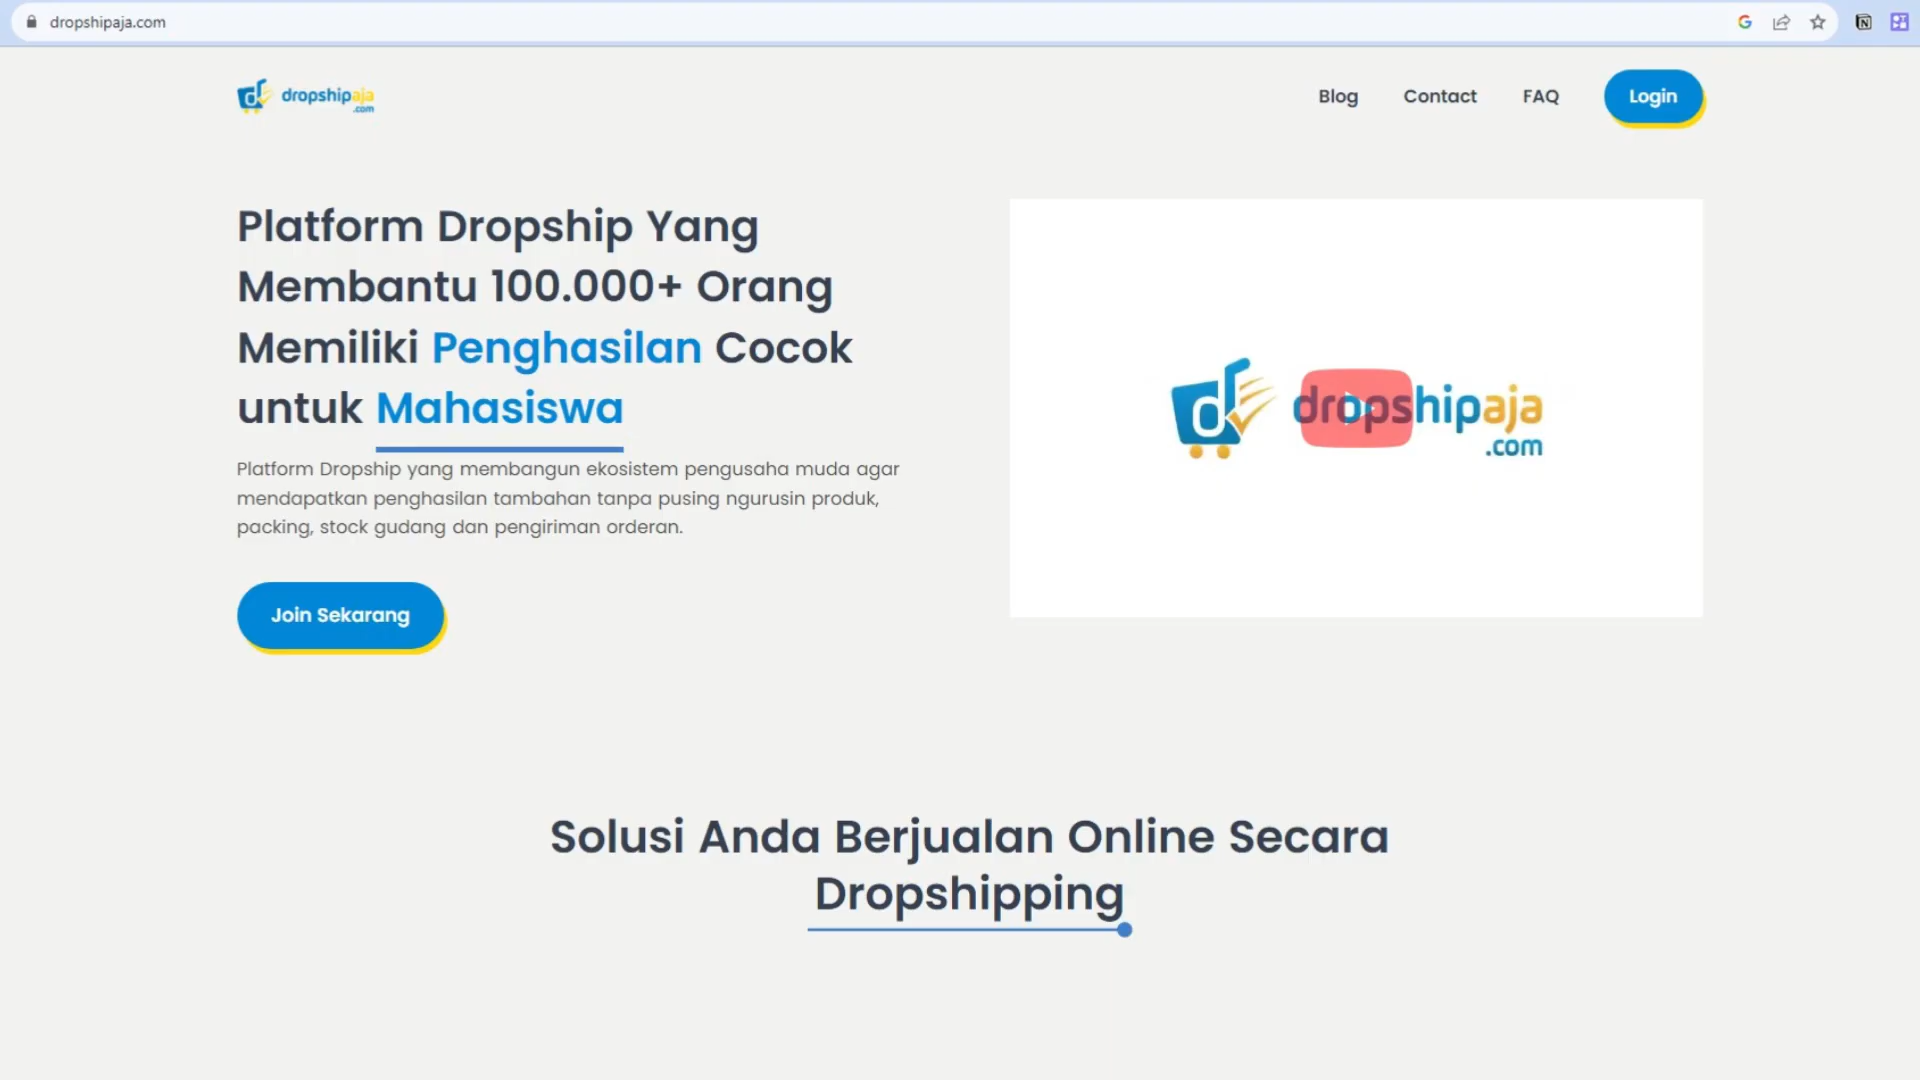 dropshipaja.com
dropshipaja
.com
Blog
Contact
FAQ
Login
Platform Dropship Yang
Membantu 100.000+ Orang
Memiliki Penghasilan Cocok
untuk Mahasiswa
Platform Dropship yang membangun ekosistem pengusaha muda agar
mendapatkan penghasilan tambahan tanpa pusing ngurusin produk,
packing, stock gudang dan pengiriman orderan.
Join Sekarang
dropshipaja
.com
Solusi Anda Berjualan Online Secara
Dropshipping